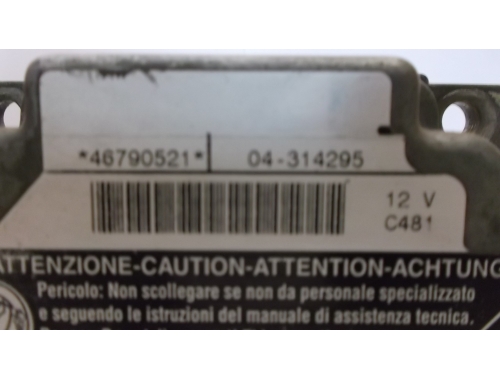 *46790521* 04-314295
12 V
C481
ATTENZIONE-CAUTION-ATTENTION-ACHTUNG
Pericolo: Non scollegare se non da personale specializzato
e seguendo le istruzioni del manuale di assistenza tecnica.